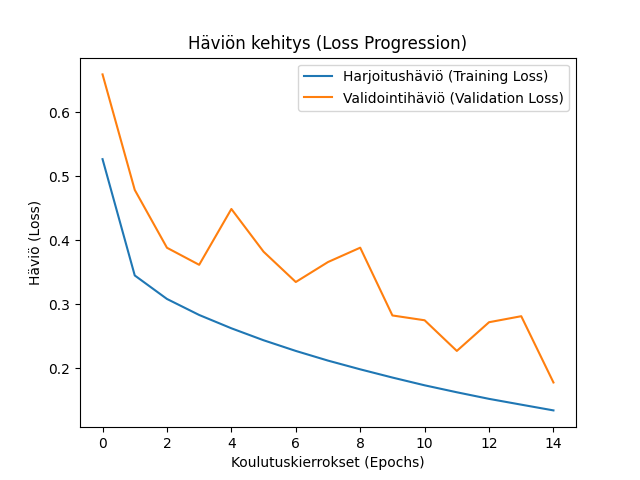 Häviön kehitys (Loss Progression)
Harjoitushäviö (Training Loss)
Validointihäviö (Validation Loss)
Häviö (Loss)
0.6
0.5
0.4
0.3
0.2
0 2 4 6 8 10 12 14
Koulutuskierrokset (Epochs)